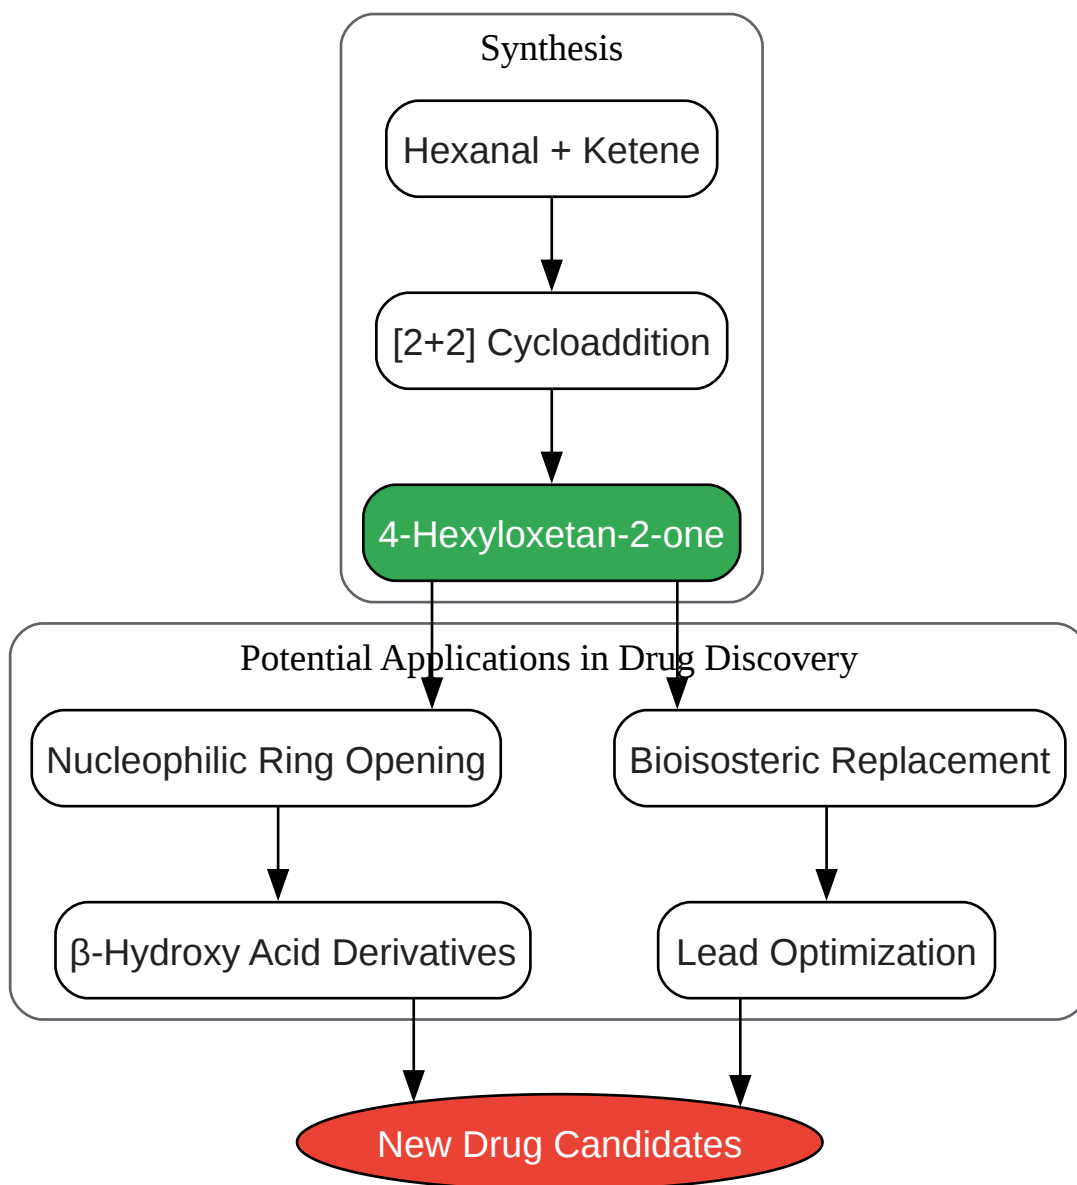 Synthesis
Hexanal + Ketene
[2+2] Cycloaddition
4-Hexyloxetan-2-one
Potential Applications in Drug Discovery
Nucleophilic Ring Opening
Bioisosteric Replacement
β-Hydroxy Acid Derivatives
Lead Optimization
New Drug Candidates